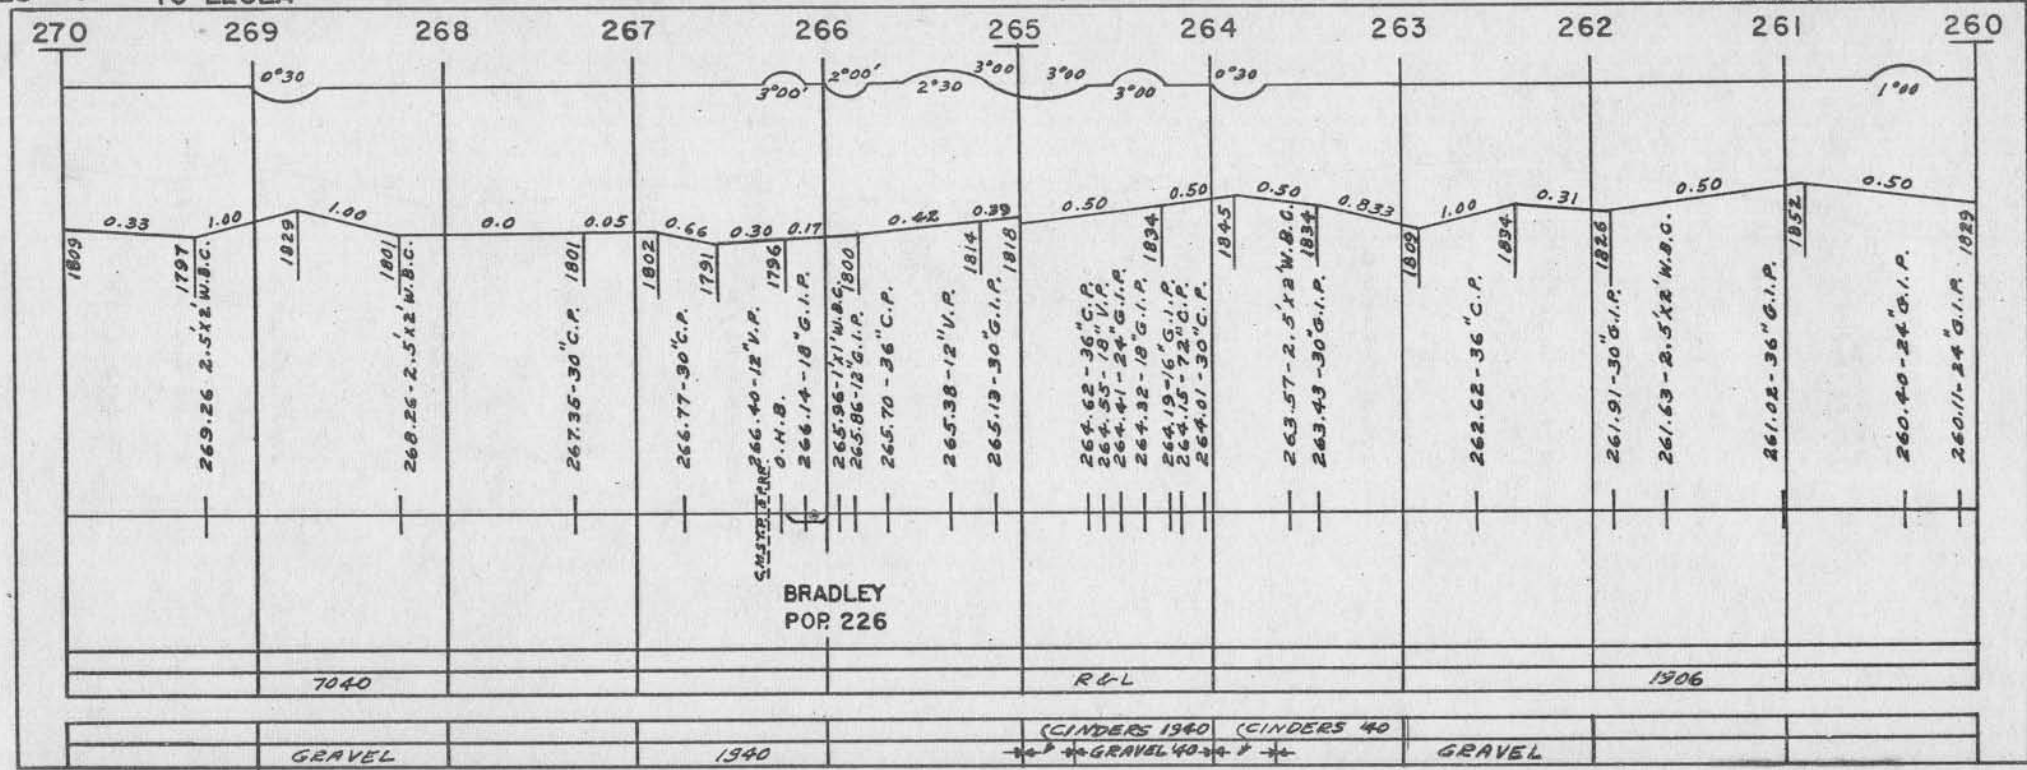 270 269 268 267 266 265 264 263 262 261 260
0°30 3°00' 2°00' 2°30 3°00 3°00 3°00 0°30 1°00
0.33 1.00 1.00 0.0 0.05 0.66 0.30 0.17 0.42 0.39 0.50 0.50 0.50 0.833 1.00 0.31 0.50 0.50
1809 1797 1829 1801 1801 1802 1791 1796 1800 1814 1818 1834 1845 1834 1809 1834 1826 1852 1829
269.26 2.5'X2' W.B.C.
268.26-2.5'X2' W.B.C.
267.35-30"C.P.
266.77-30"C.P.
266.40-12"V.P.
O.H.B.
266.14-18"G.I.P.
265.96-1'X1' W.B.C.
265.86-12"G.I.P.
265.70-36"C.P.
265.38-12"V.P.
265.13-30"G.I.P.
264.62-36"C.P.
264.55-18"V.P.
264.41-24"G.I.P.
264.32-18"G.I.P.
264.19-16"G.I.P.
264.15-72"C.P.
264.01-30"C.P.
263.57-2.5'X2' W.B.C.
263.43-30"G.I.P.
262.62-36"C.P.
261.91-30"G.I.P.
261.63-2.5'X2' W.B.C.
261.02-36"G.I.P.
260.40-24"G.I.P.
260.11-24"G.I.P.
BRADLEY
POP. 226
7040 R&L 1906
(CINDERS 1940 (CINDERS '40
GRAVEL 1940 GRAVEL '40 GRAVEL